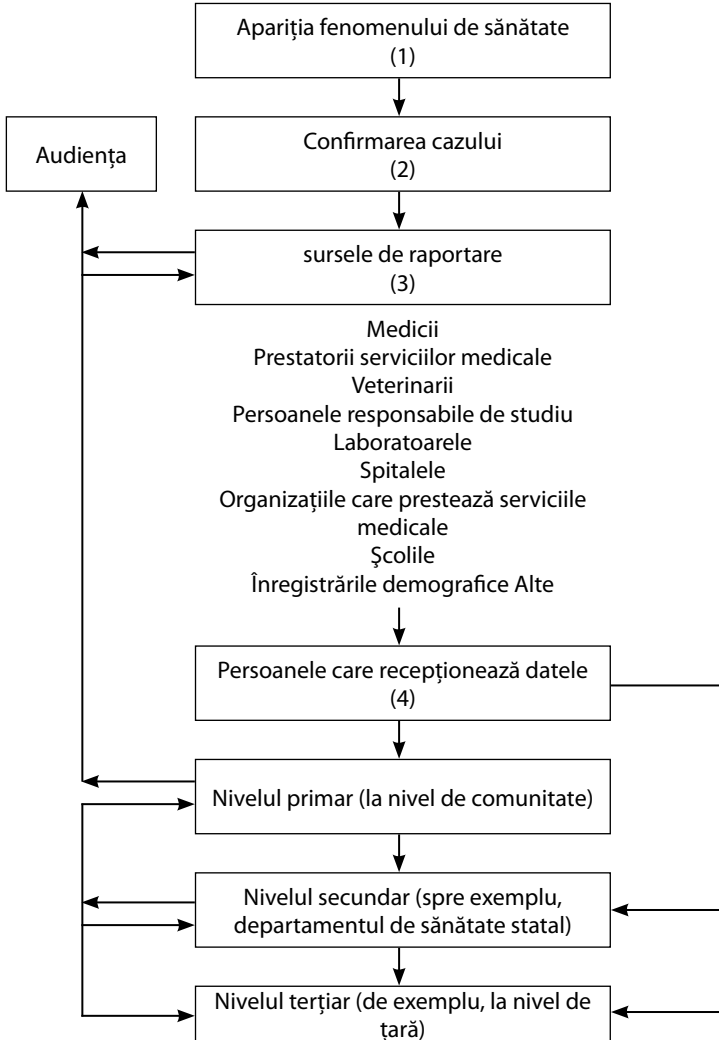 Apariția fenomenului de sănătate
(1)
Audiența
Confirmarea cazului
(2)
sursele de raportare
(3)
Medicii
Prestatorii serviciilor medicale
Veterinarii
Persoanele responsabile de studiu
Laboratoarele
Spitalele
Organizațiile care prestează serviciile
medicale
Şcolile
Înregistrările demografice Alte
Persoanele care recepționează datele
(4)
Nivelul primar (la nivel de comunitate)
Nivelul secundar (spre exemplu,
departamentul de sănătate statal)
Nivelul terțiar (de exemplu, la nivel de
țară)